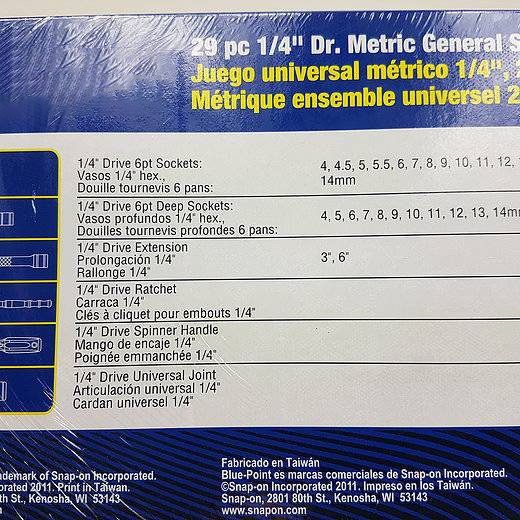 29 pc 1/4" Dr. Metric General
Juego universal métrico 1/4",
Métrique ensemble universel
1/4" Drive 6pt Sockets:
Vasos 1/4" hex.,
Douille tournevis 6 pans:
4, 4.5, 5, 5.5, 6, 7, 8, 9, 10, 11, 12,
14mm
1/4" Drive 6pt Deep Sockets:
Vasos profundos 1/4" hex.,
Douilles tournevis profondes 6 pans:
4, 5, 6, 7, 8, 9, 10, 11, 12, 13, 14mm
1/4" Drive Extension
Prolongación 1/4"
Rallonge 1/4"
3", 6"
1/4" Drive Ratchet
Carraca 1/4"
Clés à cliquet pour embouts 1/4"
1/4" Drive Spinner Handle
Mango de encaje 1/4"
Poignée emmanchée 1/4"
1/4" Drive Universal Joint
Articulación universal 1/4"
Cardan universel 1/4"
ademark of Snap-on Incorporated.
orated 2011. Print in Taiwan.
th St., Kenosha, WI 53143
Fabricado en Taiwán
Blue-Point es marcas comerciales de Snap-on Incorporated.
©Snap-on Incorporated 2011. Impreso en los Taiwán.
Snap-on, 2801 80th St., Kenosha, WI 53143
www.snapon.com